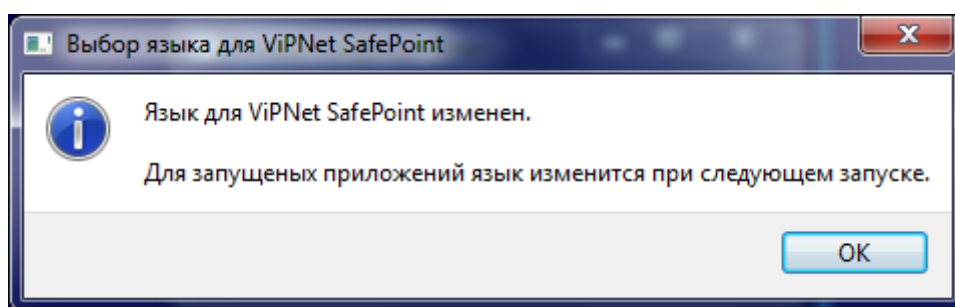 Выбор языка для ViPNet SafePoint
Язык для ViPNet SafePoint изменен.
Для запущеных приложений язык изменится при следующем запуске.
OK